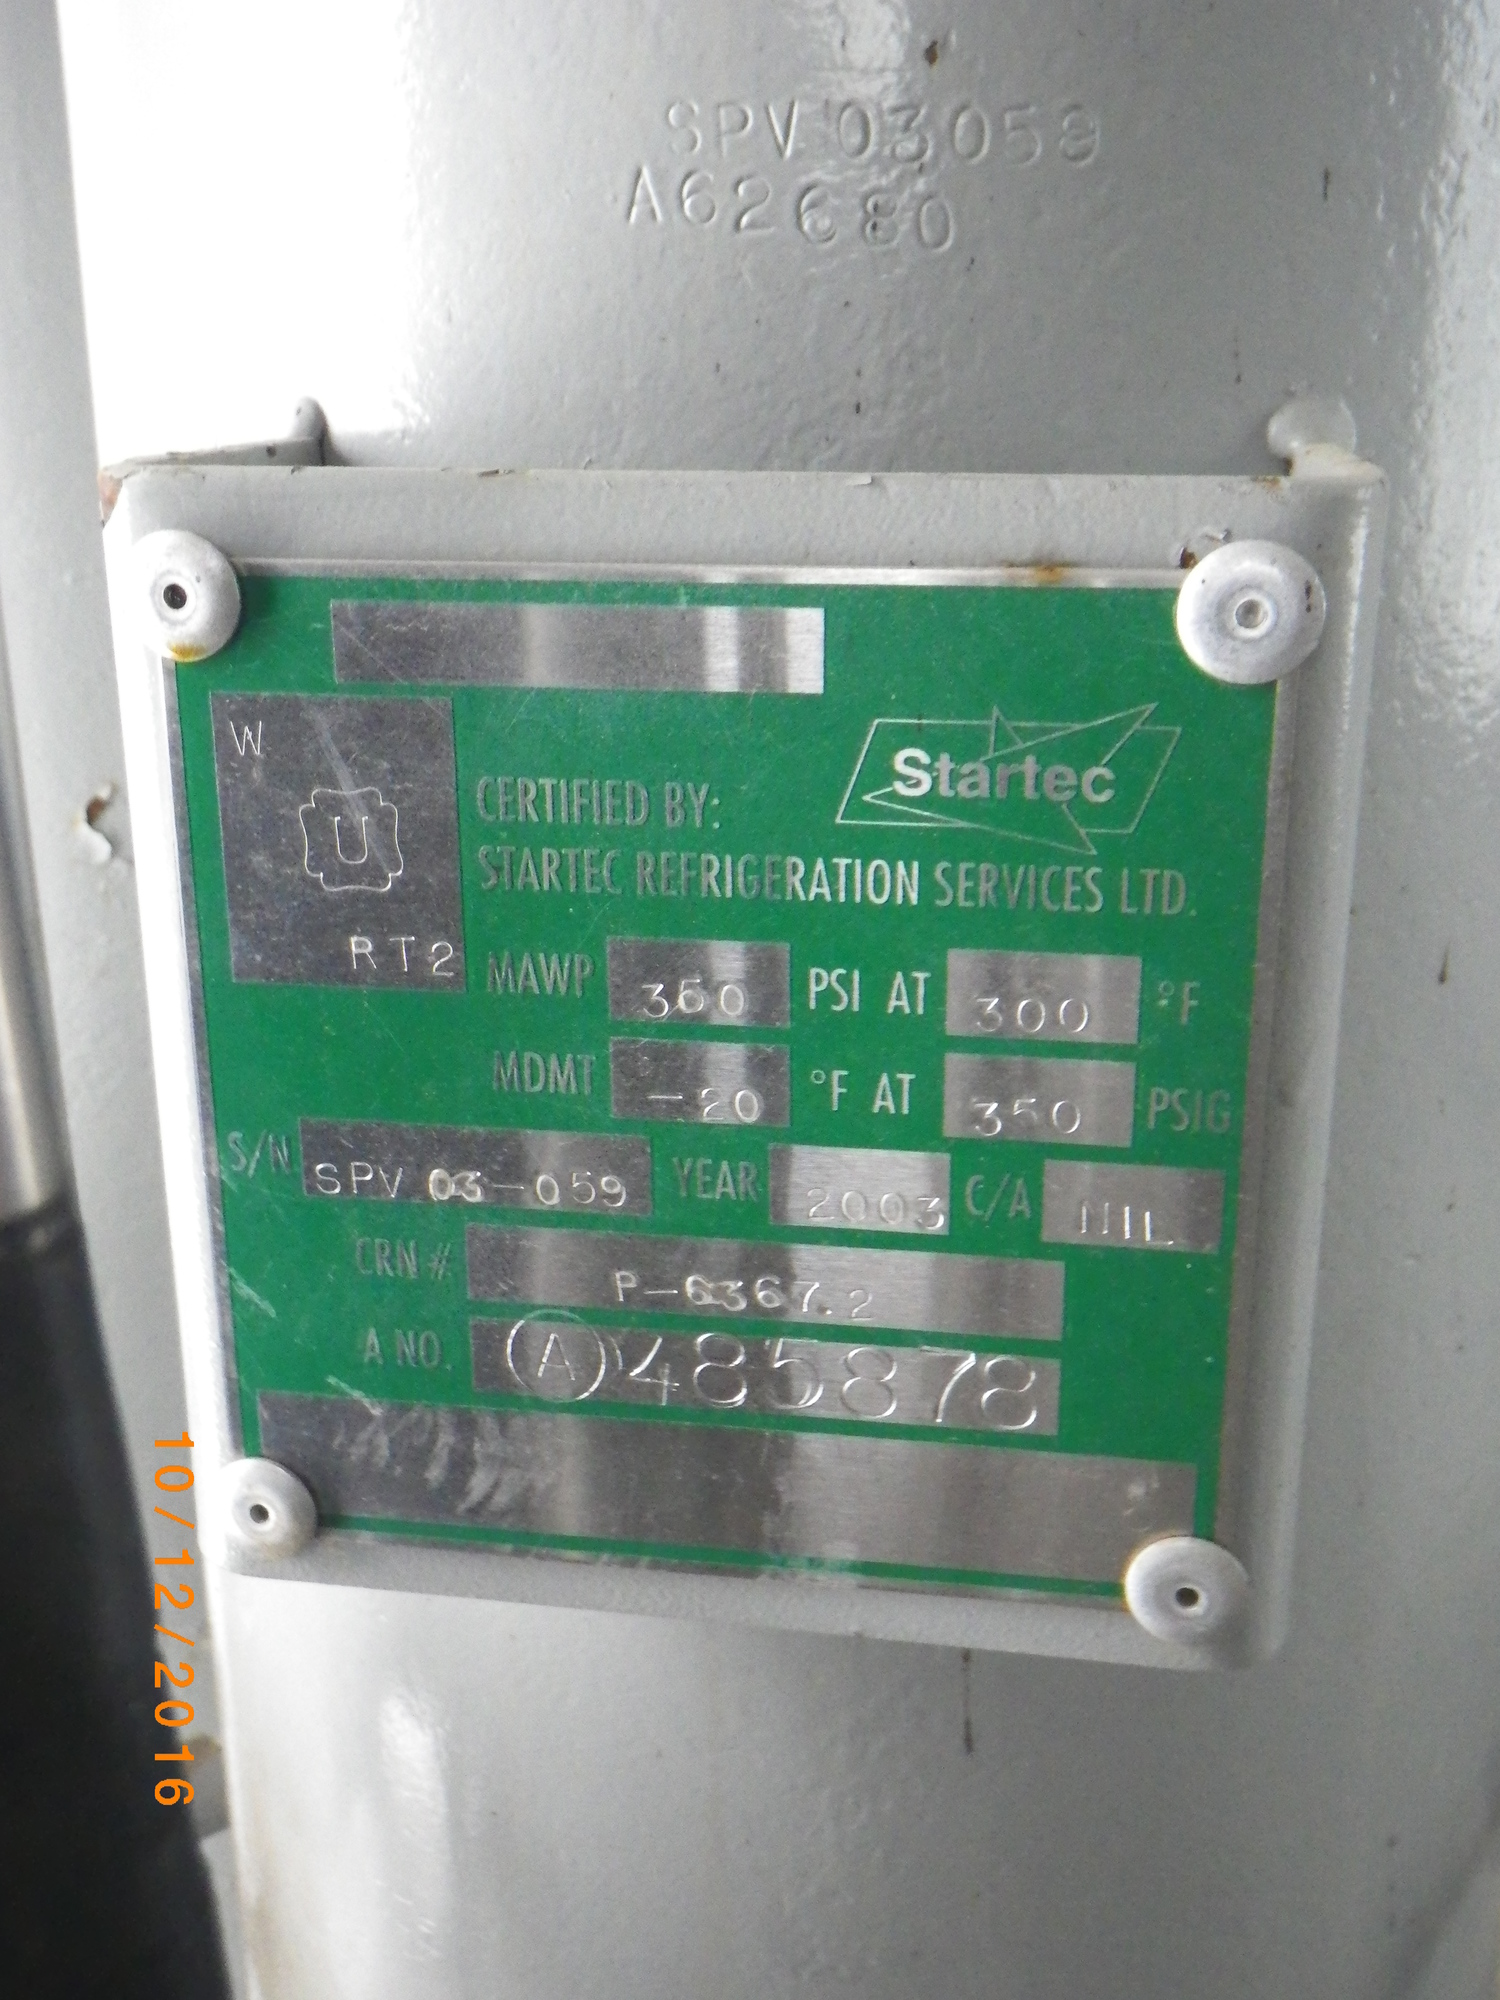 SPV 03059
A62680
W
U
RT2
Startec
CERTIFIED BY:
STARTEC REFRIGERATION SERVICES LTD.
MAWP 350 PSI AT 300 °F
MDMT -20 °F AT 350 PSIG
S/N SPV 03-059 YEAR 2003 C/A NIL
CRN # P-6367.2
A NO. A 485878
10/12/2016